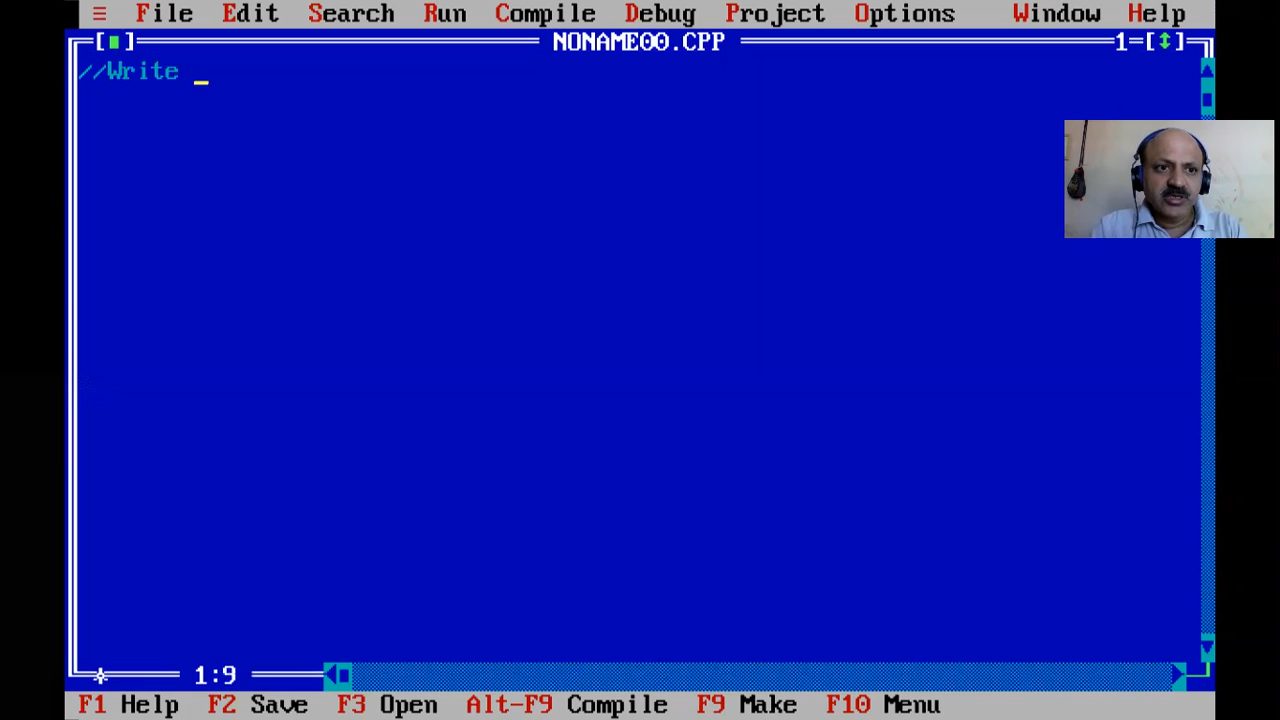 ≡ File Edit Search Run Compile Debug Project Options Window Help
[■] NONAME00.CPP 1=[↕]
//Write _
1:9
F1 Help F2 Save F3 Open Alt-F9 Compile F9 Make F10 Menu